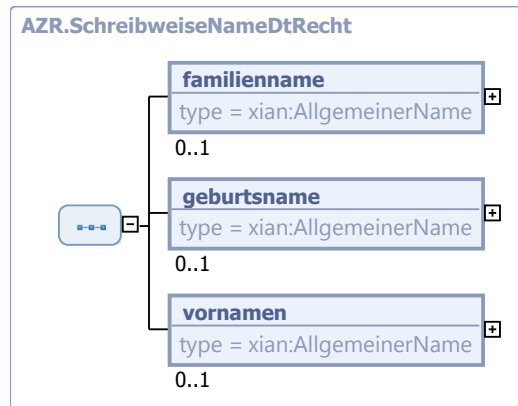 AZR.SchreibweiseNameDtRecht
familienname
type = xian:AllgemeinerName
0..1
geburtsname
type = xian:AllgemeinerName
0..1
vornamen
type = xian:AllgemeinerName
0..1